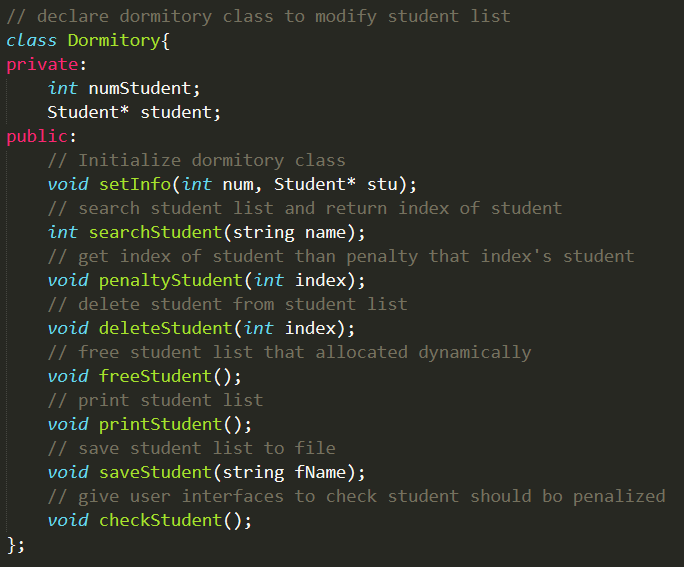 // declare dormitory class to modify student list
class Dormitory{
private:
    int numStudent;
    Student* student;
public:
    // Initialize dormitory class
    void setInfo(int num, Student* stu);
    // search student list and return index of student
    int searchStudent(string name);
    // get index of student than penalty that index's student
    void penaltyStudent(int index);
    // delete student from student list
    void deleteStudent(int index);
    // free student list that allocated dynamically
    void freeStudent();
    // print student list
    void printStudent();
    // save student list to file
    void saveStudent(string fName);
    // give user interfaces to check student should bo penalized
    void checkStudent();
};